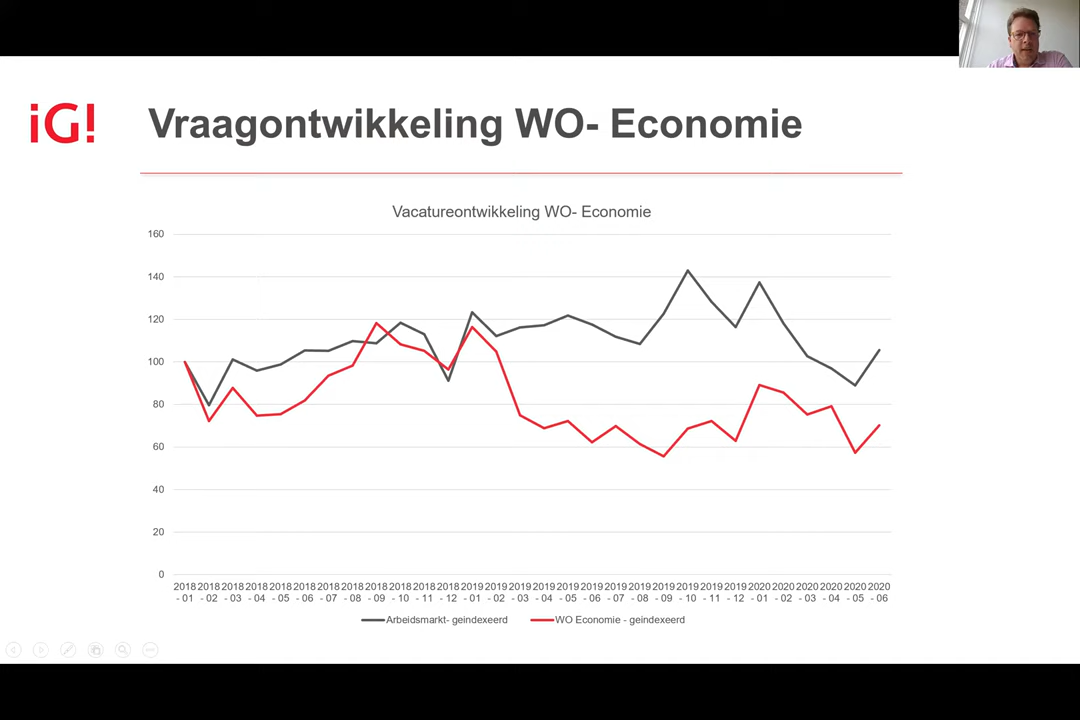 iG!
Vraagontwikkeling WO- Economie
Vacatureontwikkeling WO- Economie
160
140
120
100
80
60
40
20
0
2018 2018 2018 2018 2018 2018 2018 2018 2018 2018 2018 2018 2019 2019 2019 2019 2019 2019 2019 2019 2019 2019 2019 2019 2020 2020 2020 2020 2020 2020
- 01 - 02 - 03 - 04 - 05 - 06 - 07 - 08 - 09 - 10 - 11 - 12 - 01 - 02 - 03 - 04 - 05 - 06 - 07 - 08 - 09 - 10 - 11 - 12 - 01 - 02 - 03 - 04 - 05 - 06
Arbeidsmarkt- geindexeerd WO Economie - geindexeerd